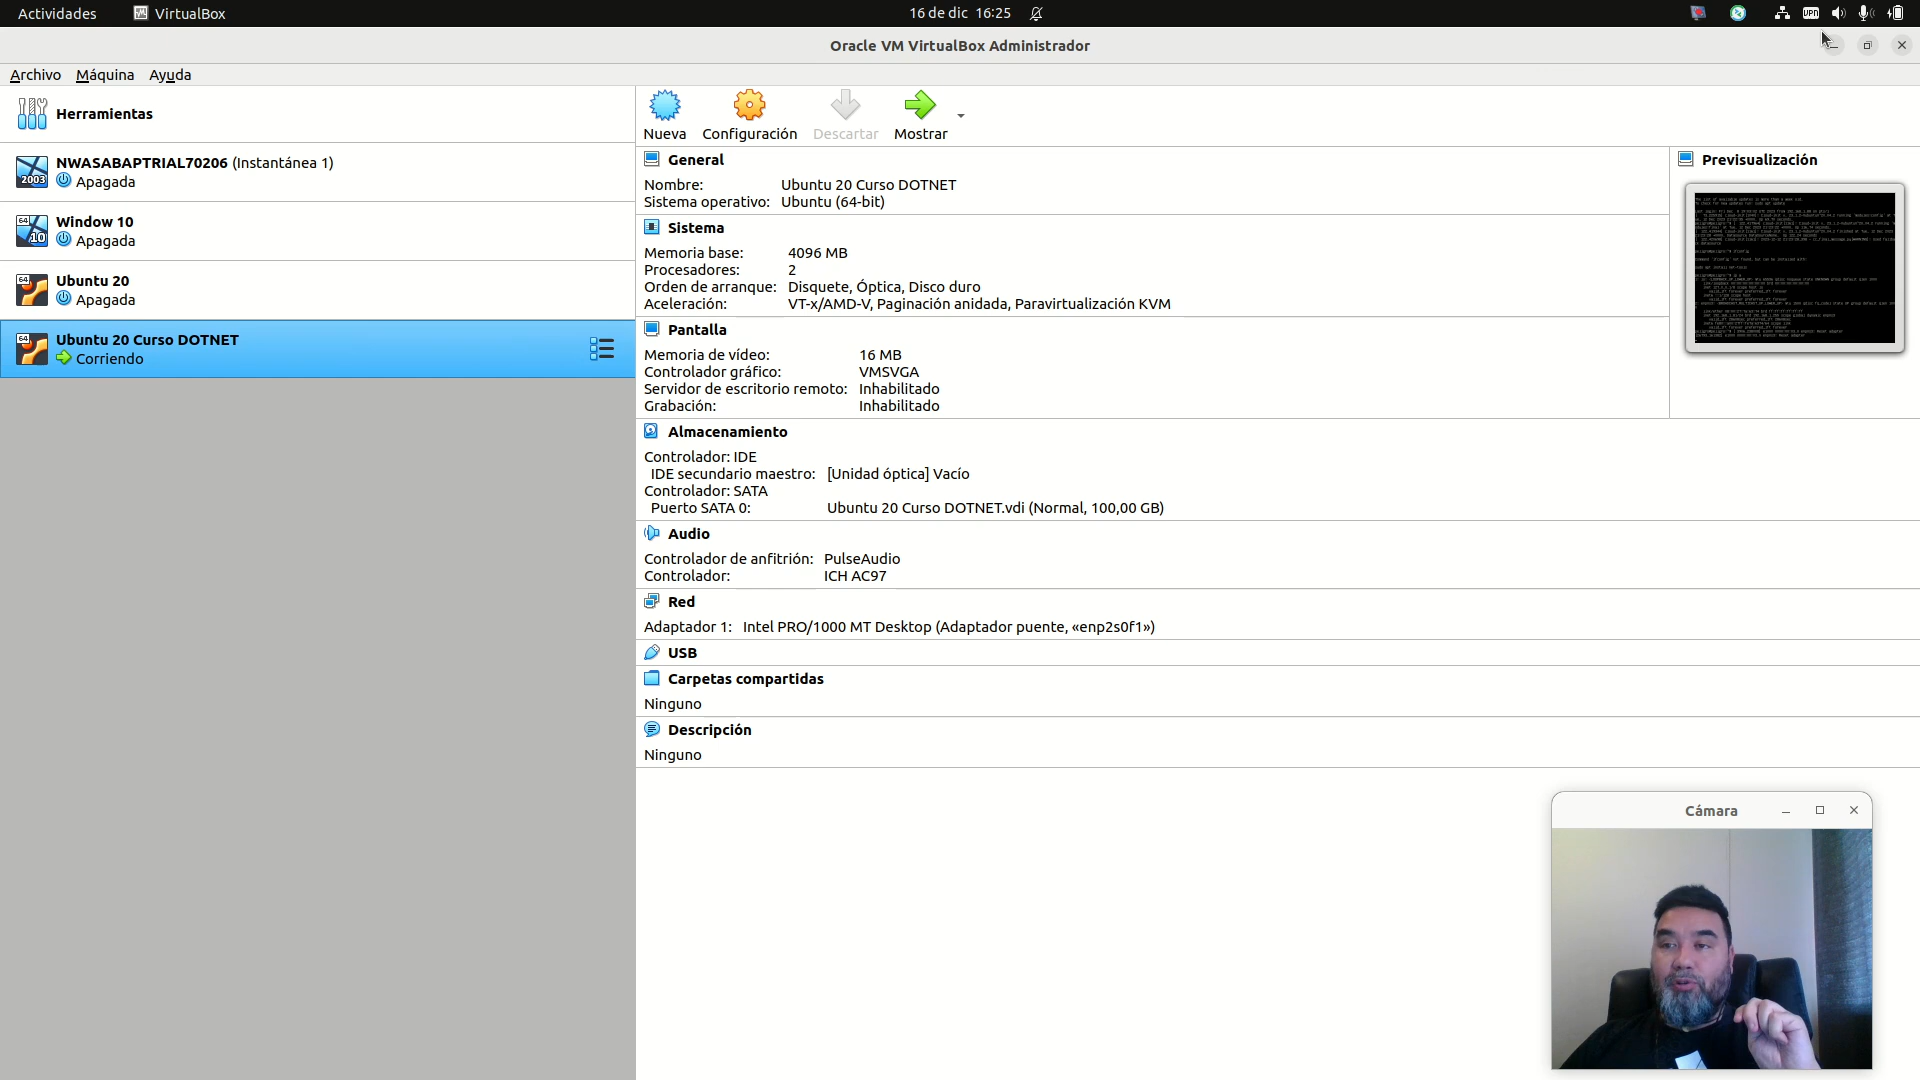 Actividades
VirtualBox
16 de dic 16:25
VPN
Oracle VM VirtualBox Administrador
Archivo Máquina Ayuda
Herramientas
2003
NWASABAPTRIAL70206 (Instantánea 1)
Apagada
64
10
Window 10
Apagada
64
Ubuntu 20
Apagada
64
Ubuntu 20 Curso DOTNET
Corriendo
Nueva Configuración Descartar Mostrar
General
Nombre: Ubuntu 20 Curso DOTNET
Sistema operativo: Ubuntu (64-bit)
Sistema
Memoria base: 4096 MB
Procesadores: 2
Orden de arranque: Disquete, Óptica, Disco duro
Aceleración: VT-x/AMD-V, Paginación anidada, Paravirtualización KVM
Pantalla
Memoria de vídeo: 16 MB
Controlador gráfico: VMSVGA
Servidor de escritorio remoto: Inhabilitado
Grabación: Inhabilitado
Almacenamiento
Controlador: IDE
IDE secundario maestro: [Unidad óptica] Vacío
Controlador: SATA
Puerto SATA 0: Ubuntu 20 Curso DOTNET.vdi (Normal, 100,00 GB)
Audio
Controlador de anfitrión: PulseAudio
Controlador: ICH AC97
Red
Adaptador 1: Intel PRO/1000 MT Desktop (Adaptador puente, «enp2s0f1»)
USB
Carpetas compartidas
Ninguno
Descripción
Ninguno
Previsualización
Cámara